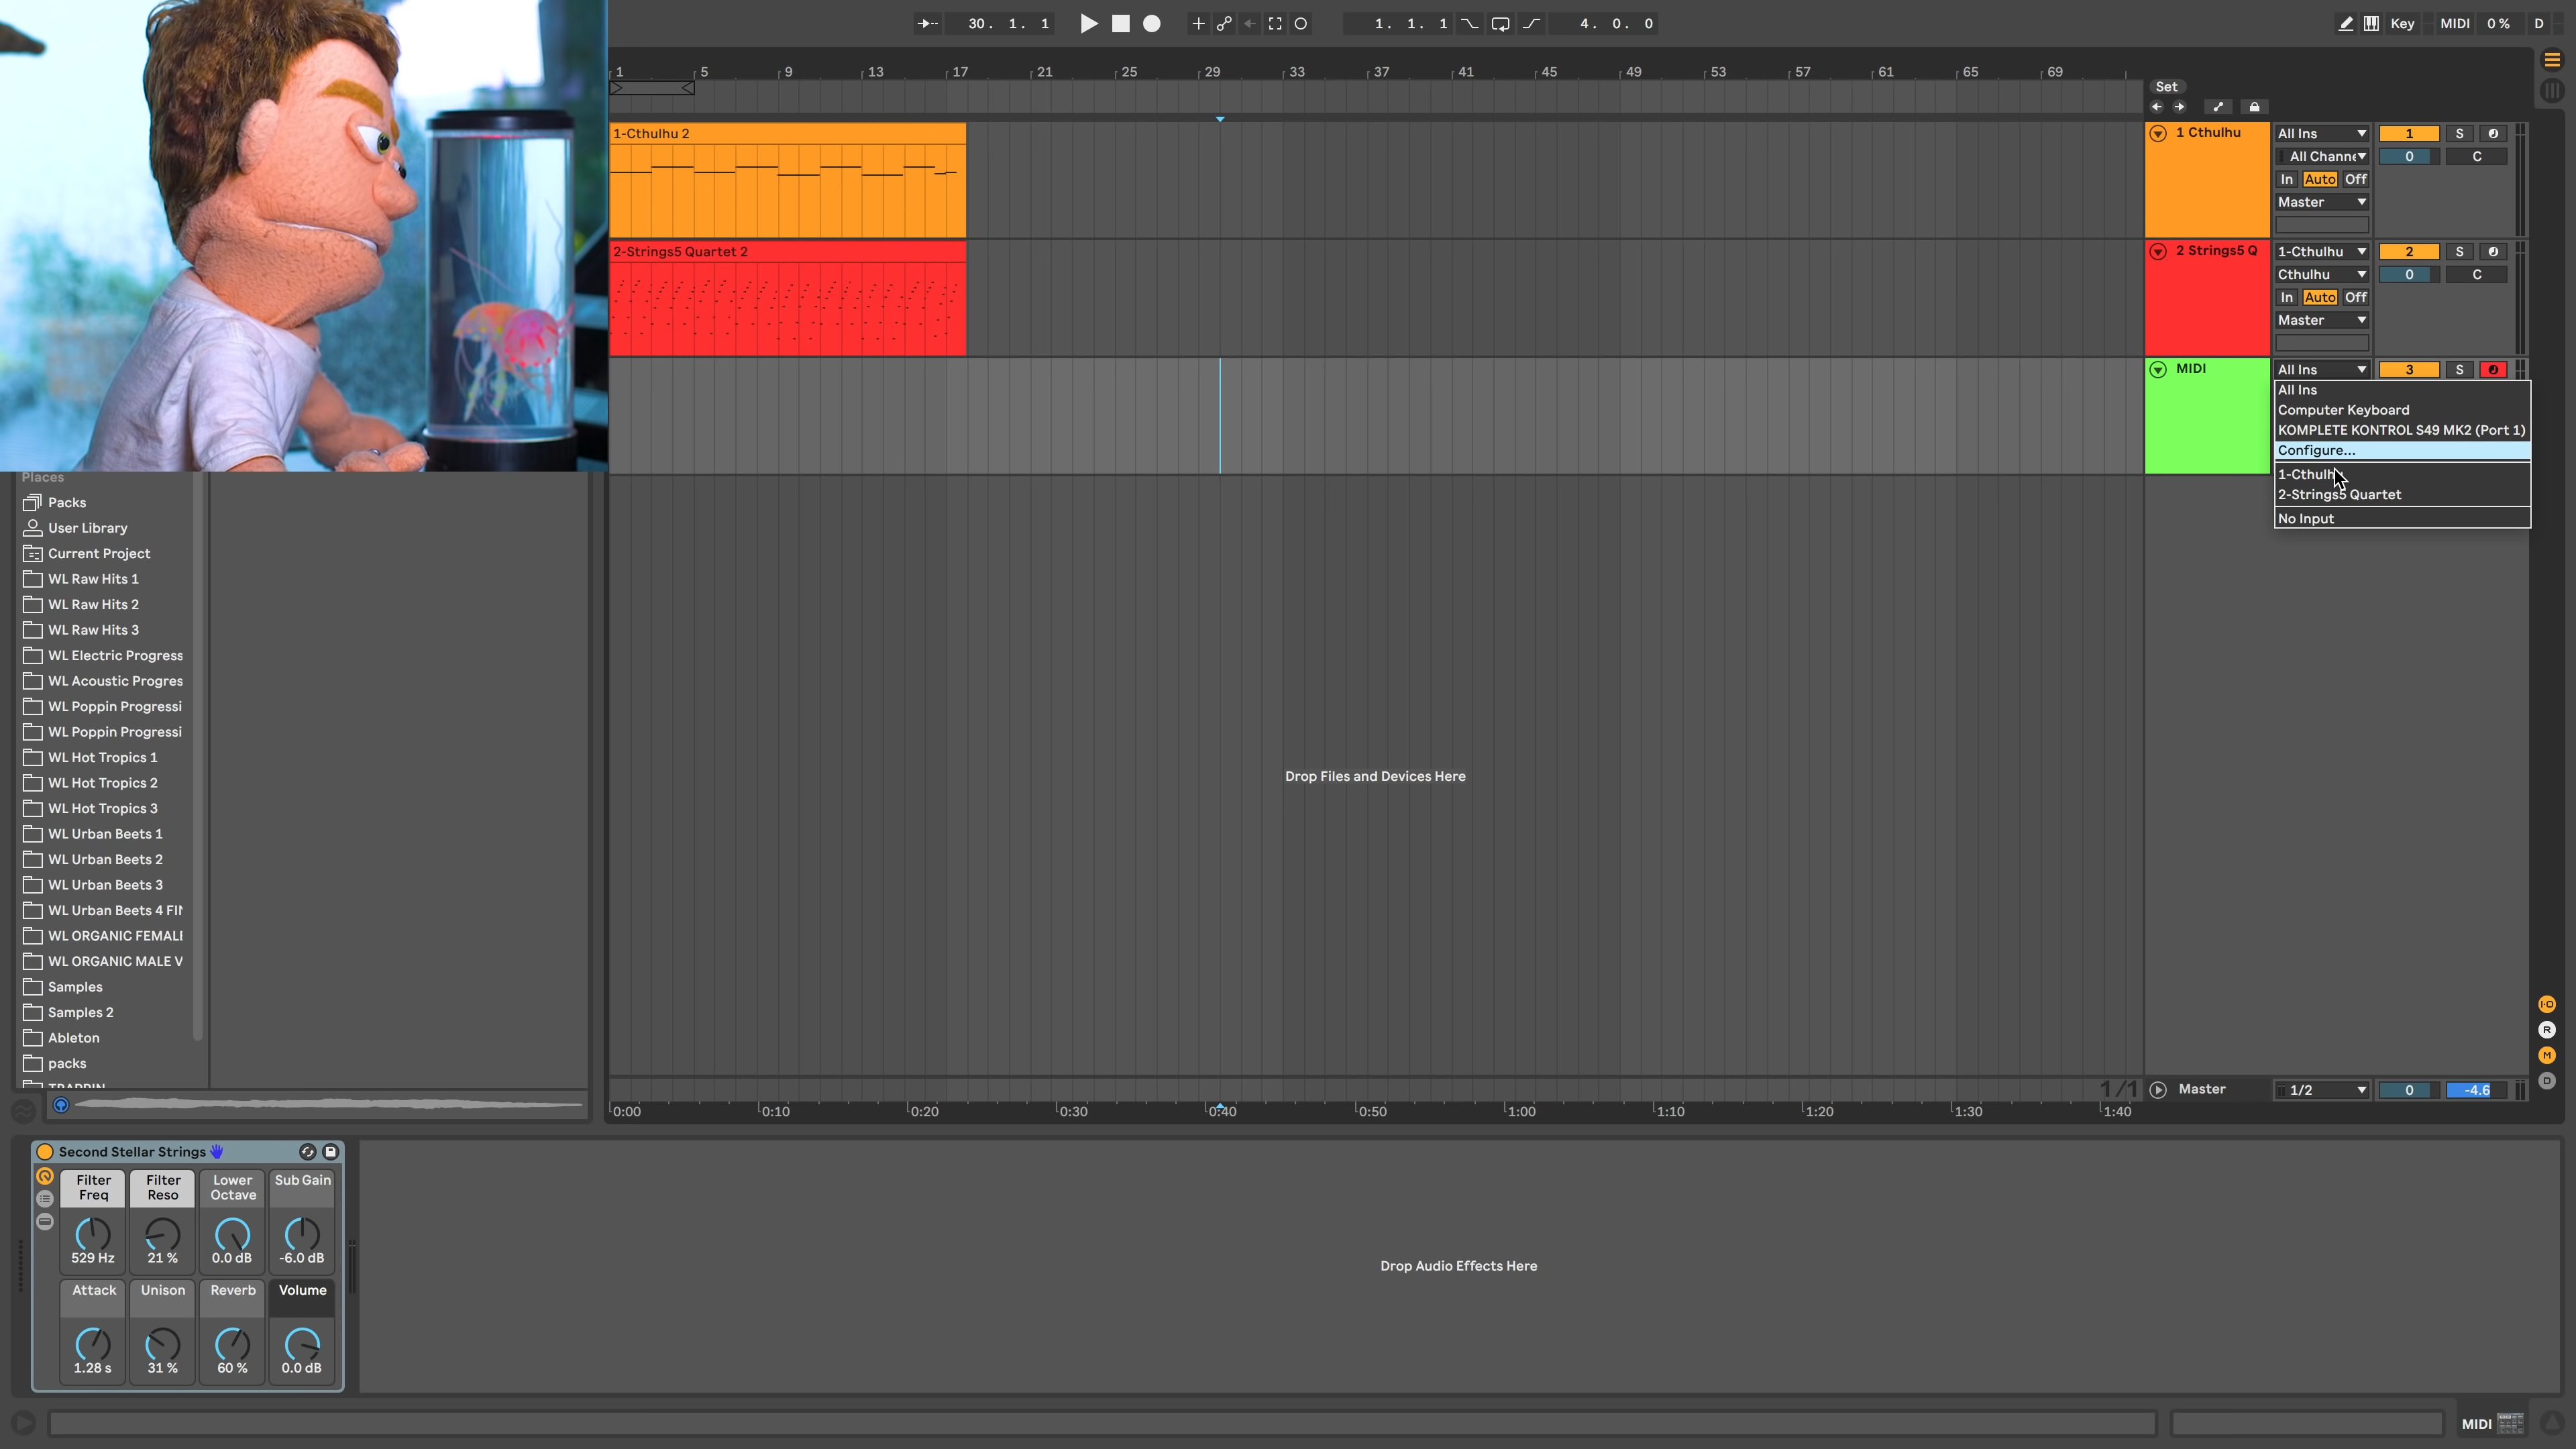 30. 1. 1
1. 1. 1
4. 0. 0
Key
MIDI
0 %
D
1
5
9
13
17
21
25
29
33
37
41
45
49
53
57
61
65
69
Set
1-Cthulhu 2
1 Cthulhu
All Ins
1
S
All Channe
0
C
In
Auto
Off
Master
2-Strings5 Quartet 2
2 Strings5 Q
1-Cthulhu
2
S
Cthulhu
0
C
In
Auto
Off
Master
MIDI
All Ins
3
S
All Ins
Computer Keyboard
KOMPLETE KONTROL S49 MK2 (Port 1)
Configure...
1-Cthulhu
2-Strings5 Quartet
No Input
Places
Packs
User Library
Current Project
WL Raw Hits 1
WL Raw Hits 2
WL Raw Hits 3
WL Electric Progress
WL Acoustic Progres
WL Poppin Progressi
WL Poppin Progressi
WL Hot Tropics 1
WL Hot Tropics 2
WL Hot Tropics 3
WL Urban Beets 1
WL Urban Beets 2
WL Urban Beets 3
WL Urban Beets 4 FIN
WL ORGANIC FEMALE
WL ORGANIC MALE V
Samples
Samples 2
Ableton
packs
TRAPPIN
Drop Files and Devices Here
I·O
R
M
D
1/1
Master
1/2
0
-4.6
0:00
0:10
0:20
0:30
0:40
0:50
1:00
1:10
1:20
1:30
1:40
Second Stellar Strings
Filter Freq
Filter Reso
Lower Octave
Sub Gain
529 Hz
21 %
0.0 dB
-6.0 dB
Attack
Unison
Reverb
Volume
1.28 s
31 %
60 %
0.0 dB
Drop Audio Effects Here
MIDI